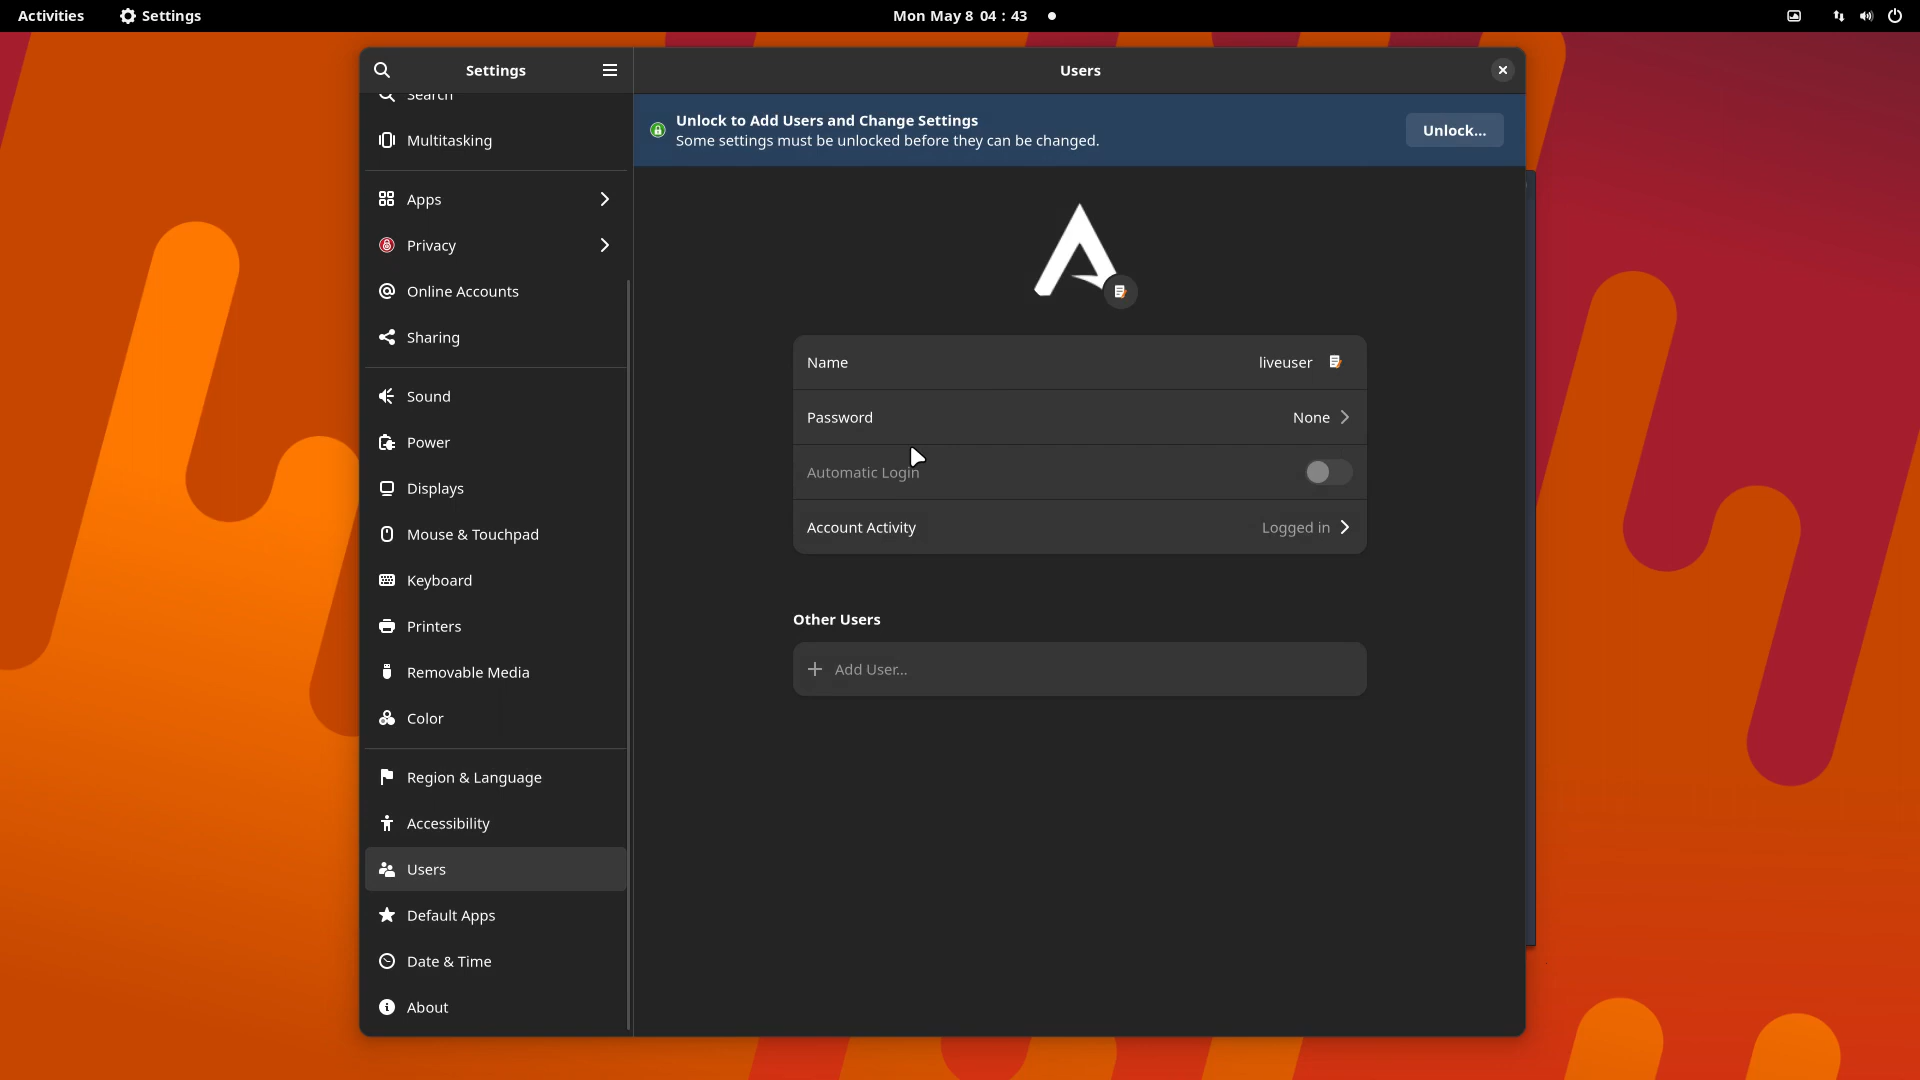 Activities
Settings
Mon May 8 04 : 43
Settings
Users
Search
Multitasking
Apps
Privacy
Online Accounts
Sharing
Sound
Power
Displays
Mouse & Touchpad
Keyboard
Printers
Removable Media
Color
Region & Language
Accessibility
Users
Default Apps
Date & Time
About
Unlock to Add Users and Change Settings
Some settings must be unlocked before they can be changed.
Unlock...
Name liveuser
Password None
Automatic Login
Account Activity Logged in
Other Users
Add User...